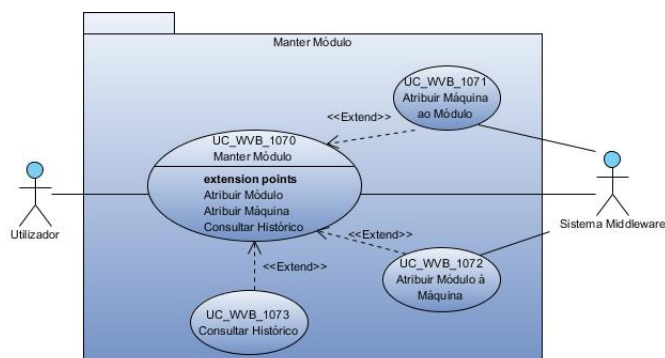 Manter Módulo
UC_WVB_1071
Atribuir Máquina
ao Módulo
<<Extend>>
UC_WVB_1070
Manter Módulo
extension points
Atribuir Módulo
Atribuir Máquina
Consultar Histórico
Utilizador
Sistema Middleware
<<Extend>>
UC_WVB_1072
Atribuir Módulo à
Máquina
<<Extend>>
UC_WVB_1073
Consultar Histórico